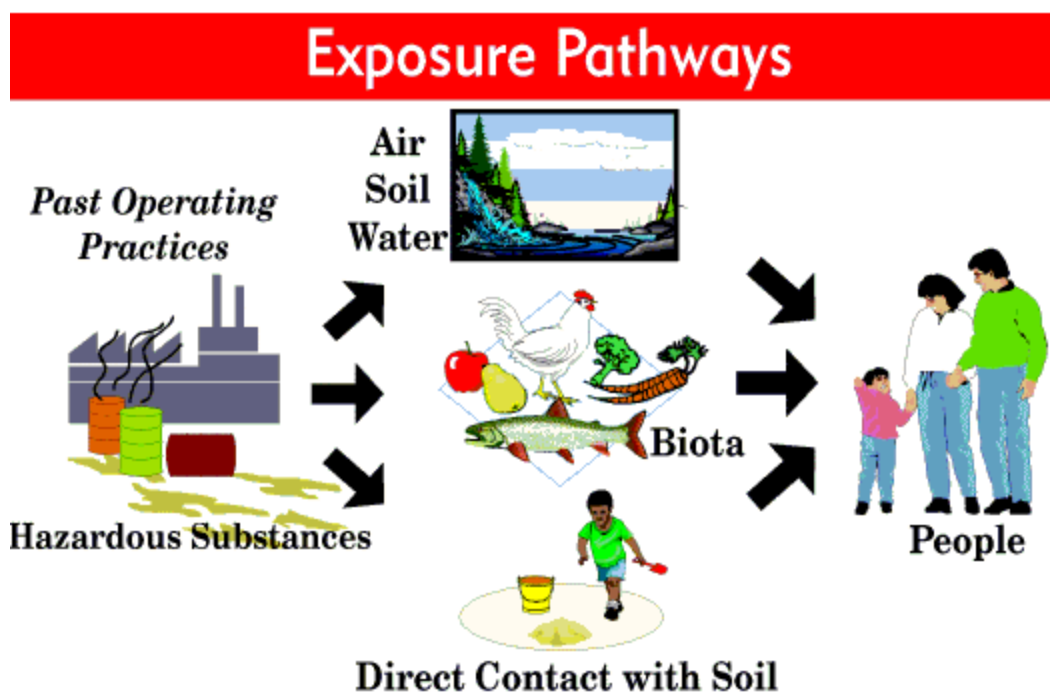 Exposure Pathways
Past Operating
Practices
Hazardous Substances
Air
Soil
Water
Biota
Direct Contact with Soil
People